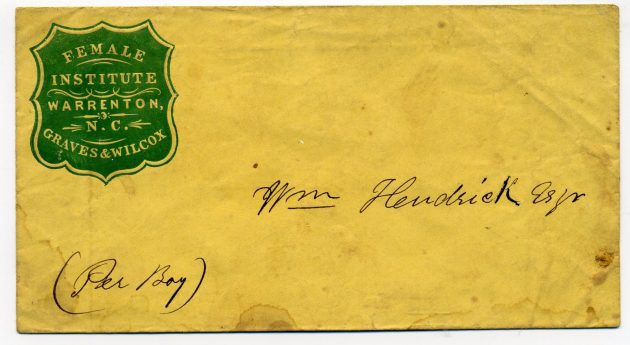 FEMALE
INSTITUTE
WARRENTON,
N. C.
GRAVES & WILCOX
Wm Hendrick Esqr
(Per Boy)